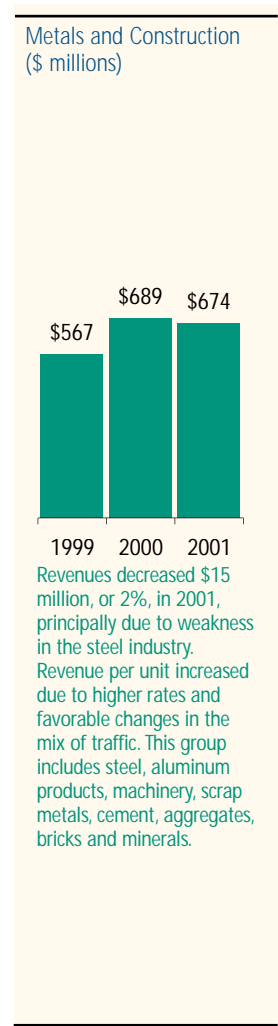 Metals and Construction
($ millions)
$689
$674
$567
1999 2000 2001
Revenues decreased $15
million, or 2%, in 2001,
principally due to weakness
in the steel industry.
Revenue per unit increased
due to higher rates and
favorable changes in the
mix of traffic. This group
includes steel, aluminum
products, machinery, scrap
metals, cement, aggregates,
bricks and minerals.